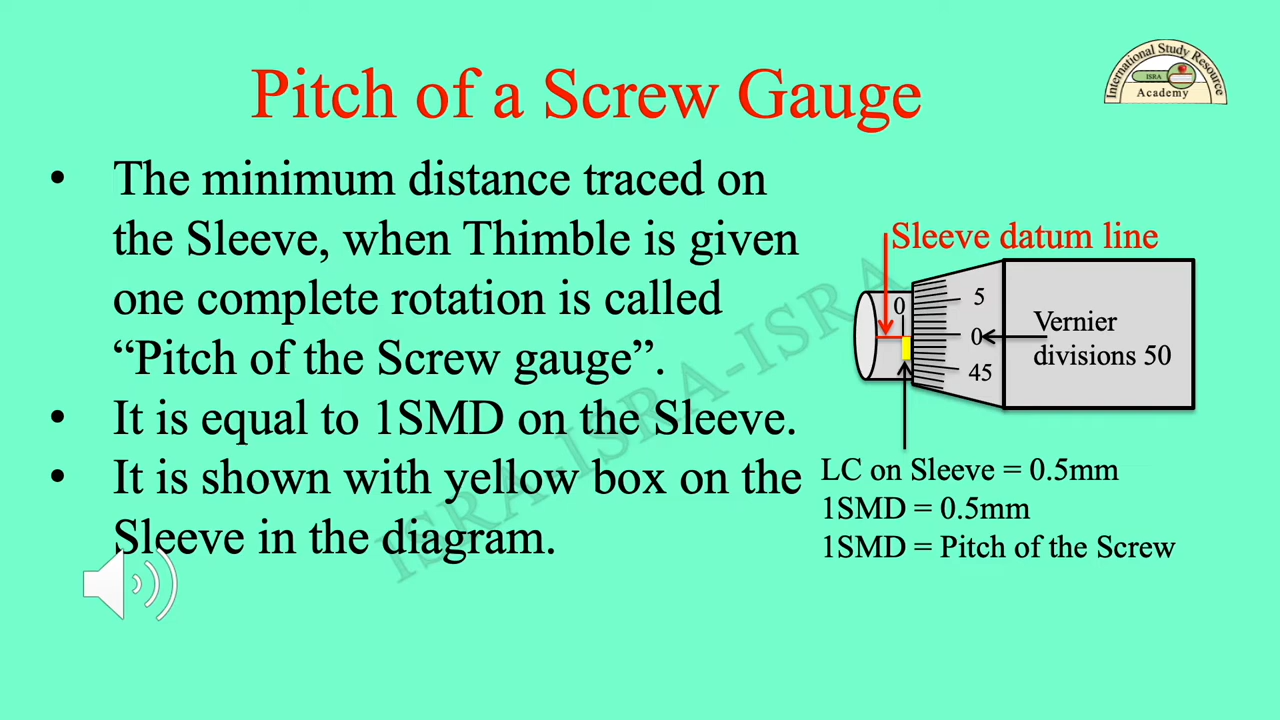 Pitch of a Screw Gauge
International Study Resource
ISRA
Academy
• The minimum distance traced on
the Sleeve, when Thimble is given
one complete rotation is called
“Pitch of the Screw gauge”.
• It is equal to 1SMD on the Sleeve.
• It is shown with yellow box on the
Sleeve in the diagram.
Sleeve datum line
0
5
0
45
Vernier
divisions 50
LC on Sleeve = 0.5mm
1SMD = 0.5mm
1SMD = Pitch of the Screw
ISRA-ISRA-ISRA